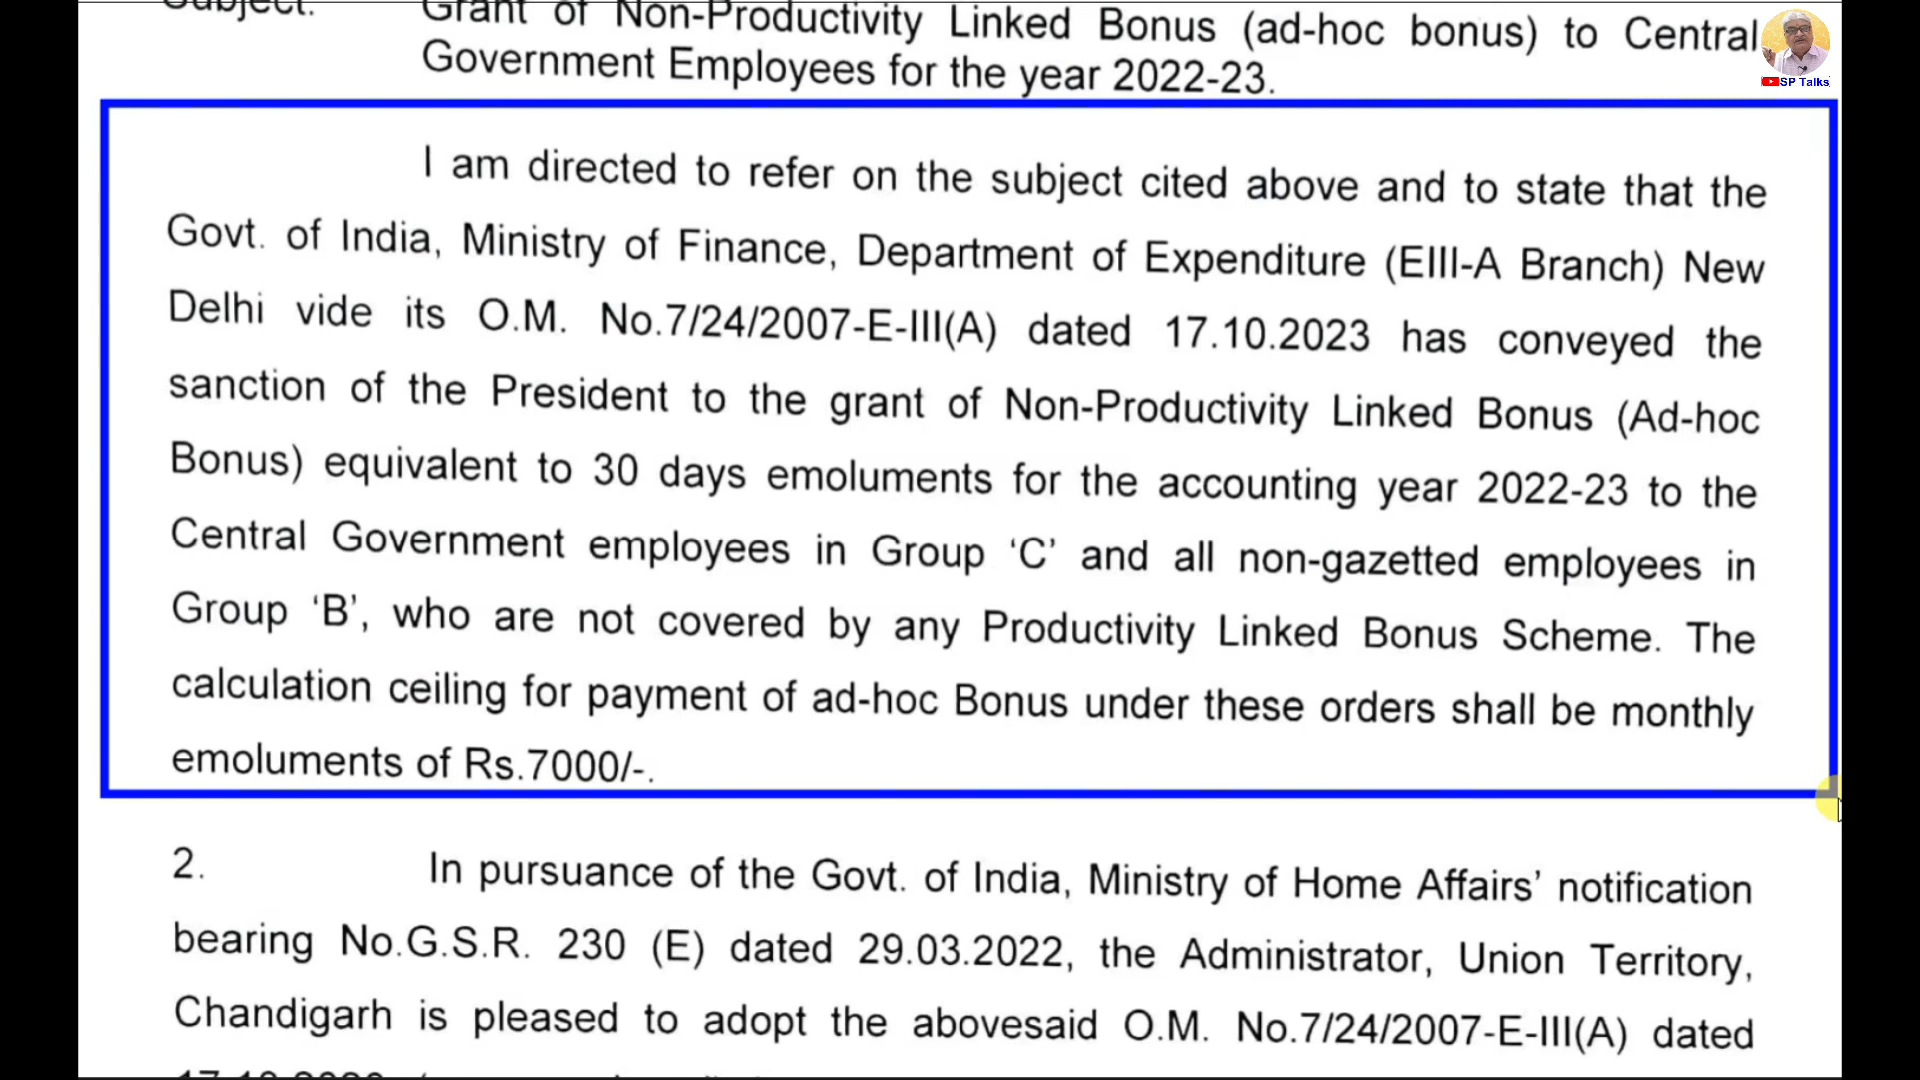 Subject: Grant of Non-Productivity Linked Bonus (ad-hoc bonus) to Central
Government Employees for the year 2022-23.
SP Talks
I am directed to refer on the subject cited above and to state that the
Govt. of India, Ministry of Finance, Department of Expenditure (EIII-A Branch) New
Delhi vide its O.M. No.7/24/2007-E-III(A) dated 17.10.2023 has conveyed the
sanction of the President to the grant of Non-Productivity Linked Bonus (Ad-hoc
Bonus) equivalent to 30 days emoluments for the accounting year 2022-23 to the
Central Government employees in Group ‘C’ and all non-gazetted employees in
Group ‘B’, who are not covered by any Productivity Linked Bonus Scheme. The
calculation ceiling for payment of ad-hoc Bonus under these orders shall be monthly
emoluments of Rs.7000/-.
2. In pursuance of the Govt. of India, Ministry of Home Affairs’ notification
bearing No.G.S.R. 230 (E) dated 29.03.2022, the Administrator, Union Territory,
Chandigarh is pleased to adopt the abovesaid O.M. No.7/24/2007-E-III(A) dated